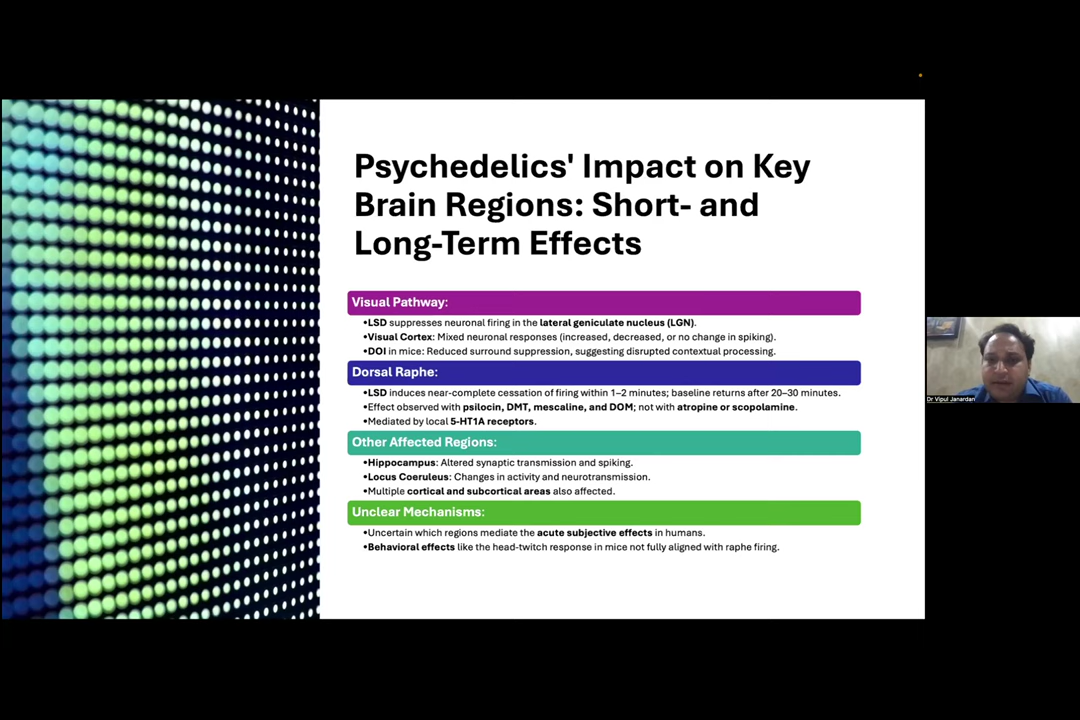 Psychedelics' Impact on Key
Brain Regions: Short- and
Long-Term Effects
Visual Pathway:
•LSD suppresses neuronal firing in the lateral geniculate nucleus (LGN).
•Visual Cortex: Mixed neuronal responses (increased, decreased, or no change in spiking).
•DOI in mice: Reduced surround suppression, suggesting disrupted contextual processing.
Dorsal Raphe:
•LSD induces near-complete cessation of firing within 1–2 minutes; baseline returns after 20–30 minutes.
•Effect observed with psilocin, DMT, mescaline, and DOM; not with atropine or scopolamine.
•Mediated by local 5-HT1A receptors.
Other Affected Regions:
•Hippocampus: Altered synaptic transmission and spiking.
•Locus Coeruleus: Changes in activity and neurotransmission.
•Multiple cortical and subcortical areas also affected.
Unclear Mechanisms:
•Uncertain which regions mediate the acute subjective effects in humans.
•Behavioral effects like the head-twitch response in mice not fully aligned with raphe firing.
Dr Vipul Janardan